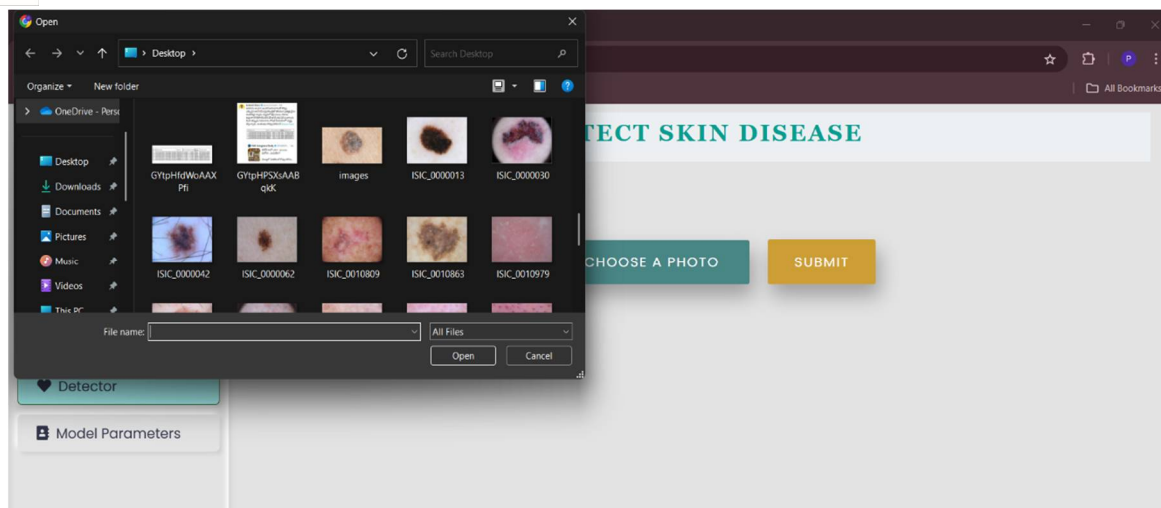 Open
Desktop
Search Desktop
Organize
New folder
OneDrive - Perso
Desktop
Downloads
Documents
Pictures
Music
Videos
This PC
GYtpHfdWoAAX
Pfi
GYtpHPSXsAAB
qkK
images
ISIC_0000013
ISIC_0000030
ISIC_0000042
ISIC_0000062
ISIC_0010809
ISIC_0010863
ISIC_0010979
File name:
All Files
Open
Cancel
P
All Bookmarks
TECT SKIN DISEASE
CHOOSE A PHOTO
SUBMIT
Detector
Model Parameters